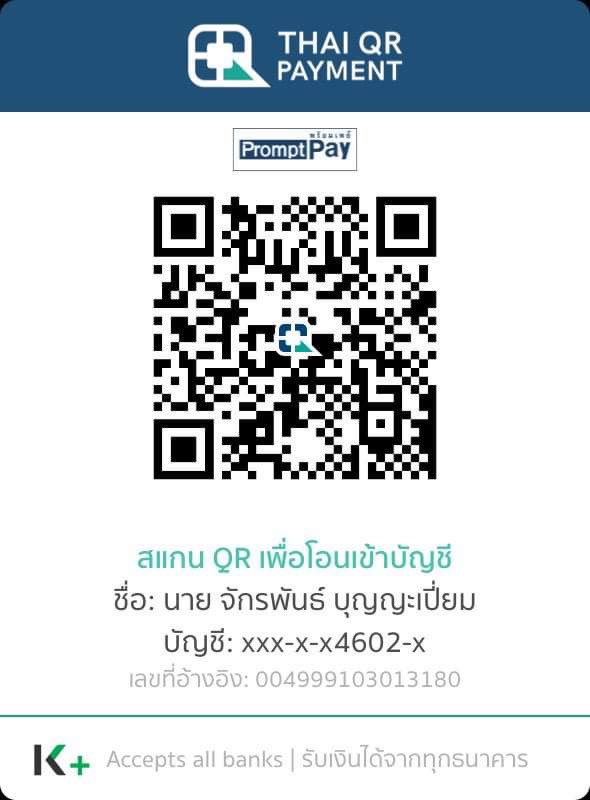 THAI QR
PAYMENT
พร้อมเพย์
PromptPay
สแกน QR เพื่อโอนเข้าบัญชี
ชื่อ: นาย จักรพันธ์ บุญญะเปี่ยม
บัญชี: xxx-x-x4602-x
เลขที่อ้างอิง: 004999103013180
K+ Accepts all banks | รับเงินได้จากทุกธนาคาร